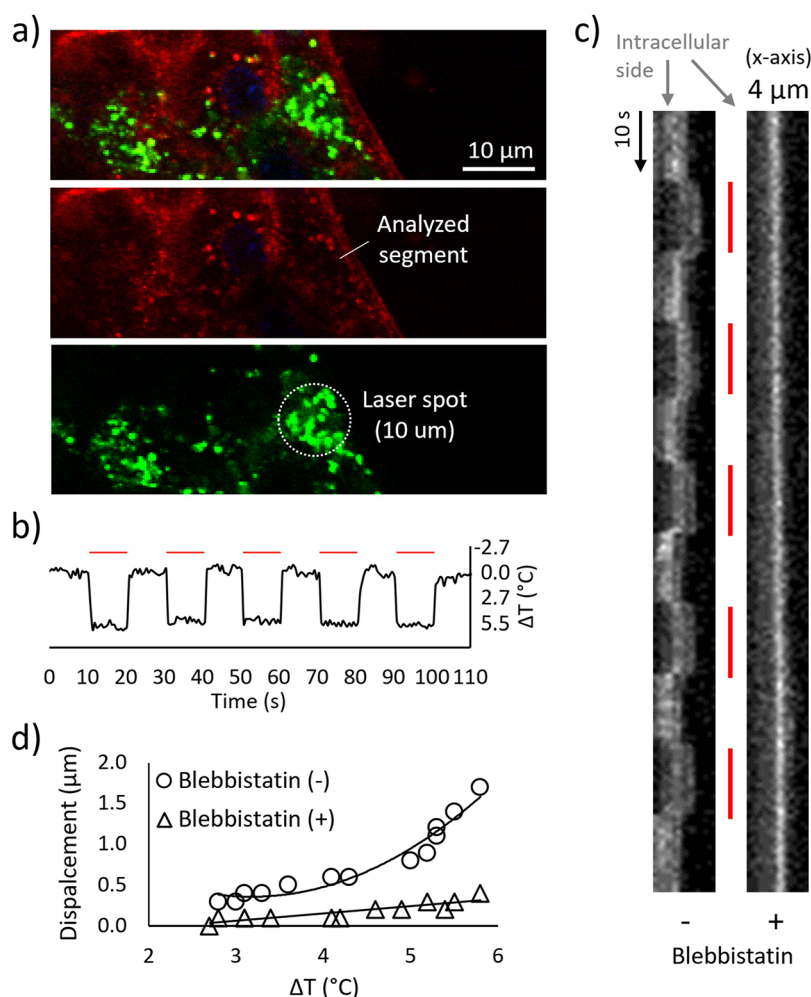 a)
10 µm
Analyzed
segment
Laser spot
(10 um)
b)
-2.7
0.0
2.7
5.5
ΔT (°C)
0 10 20 30 40 50 60 70 80 90 100 110
Time (s)
c)
Intracellular
side
(x-axis)
4 µm
10 s
- +
Blebbistatin
d)
Dispalcement (µm)
2.0
1.5
1.0
0.5
0.0
Blebbistatin (-)
Blebbistatin (+)
2 3 4 5 6
ΔT (°C)